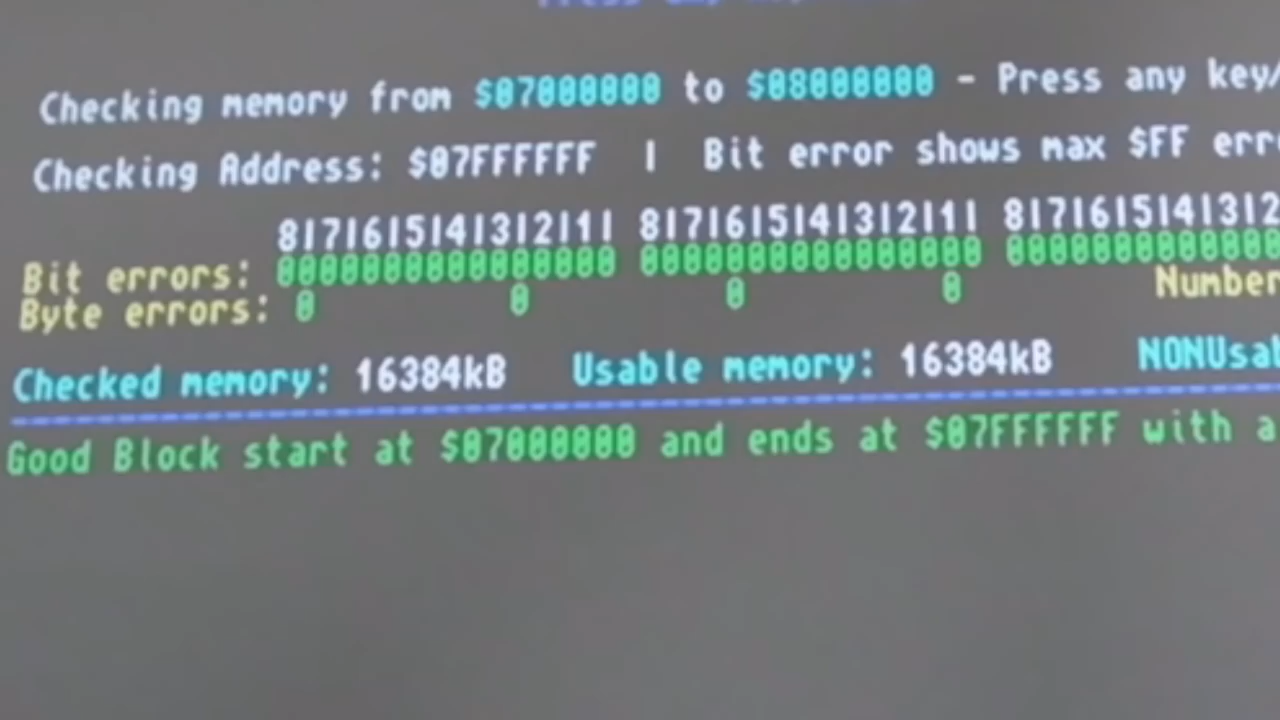 Checking memory from $07000000 to $08000000 - Press any key/
Checking Address: $07FFFFFF | Bit error shows max $FF err
8|7|6|5|4|3|2|1| 8|7|6|5|4|3|2|1| 8|7|6|5|4|3|2
Bit errors: 0000000000000000 0000000000000000 0000000000000
Byte errors: 0 0 0 0 Number
Checked memory: 16384kB Usable memory: 16384kB NONUsab
Good Block start at $07000000 and ends at $07FFFFFF with a